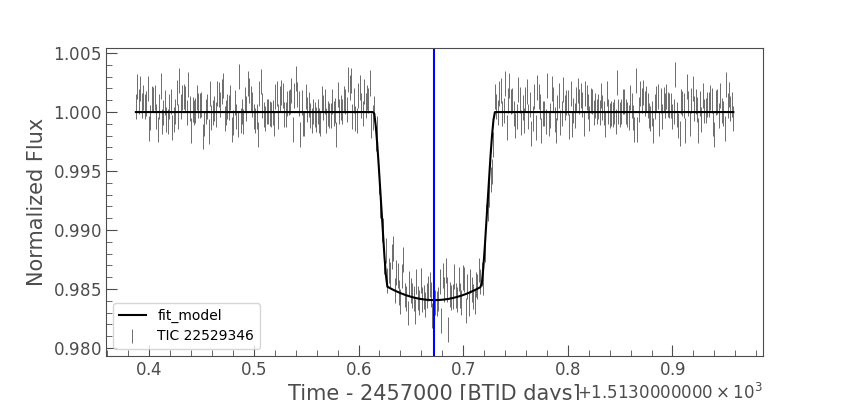 1.005
1.000
0.995
0.990
0.985
0.980
Normalized Flux
fit_model
TIC 22529346
0.4 0.5 0.6 0.7 0.8 0.9
Time - 2457000 [BTJD days]
+1.5130000000 × 10³